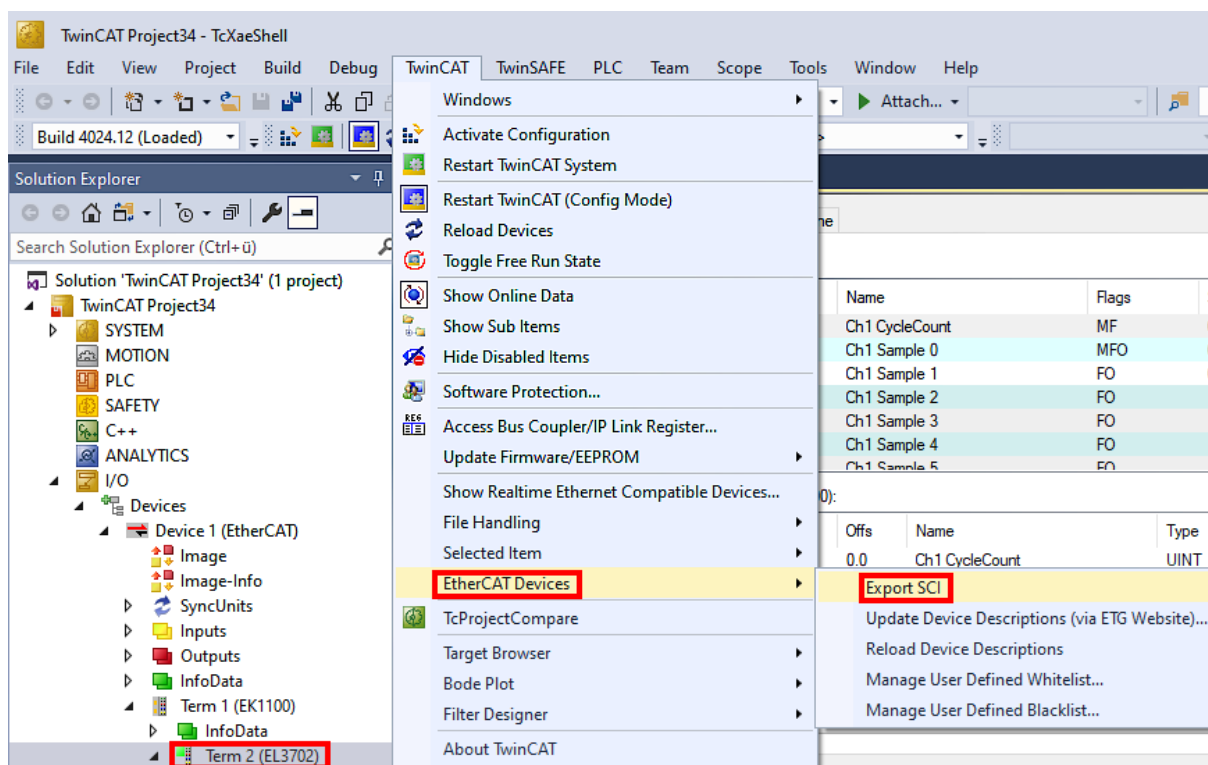 TwinCAT Project34 - TcXaeShell
File Edit View Project Build Debug TwinCAT TwinSAFE PLC Team Scope Tools Window Help
Attach...
Build 4024.12 (Loaded)
Solution Explorer
Search Solution Explorer (Ctrl+ü)
Solution 'TwinCAT Project34' (1 project)
TwinCAT Project34
SYSTEM
MOTION
PLC
SAFETY
C++
ANALYTICS
I/O
Devices
Device 1 (EtherCAT)
Image
Image-Info
SyncUnits
Inputs
Outputs
InfoData
Term 1 (EK1100)
InfoData
Term 2 (EL3702)
Windows
Activate Configuration
Restart TwinCAT System
Restart TwinCAT (Config Mode)
Reload Devices
Toggle Free Run State
Show Online Data
Show Sub Items
Hide Disabled Items
Software Protection...
REG
Access Bus Coupler/IP Link Register...
Update Firmware/EEPROM
Show Realtime Ethernet Compatible Devices...
File Handling
Selected Item
EtherCAT Devices
TcProjectCompare
Target Browser
Bode Plot
Filter Designer
About TwinCAT
Name Flags
Ch1 CycleCount MF
Ch1 Sample 0 MFO
Ch1 Sample 1 FO
Ch1 Sample 2 FO
Ch1 Sample 3 FO
Ch1 Sample 4 FO
Ch1 Sample 5 FO
Offs Name Type
0.0 Ch1 CycleCount UINT
Export SCI
Update Device Descriptions (via ETG Website)...
Reload Device Descriptions
Manage User Defined Whitelist...
Manage User Defined Blacklist...